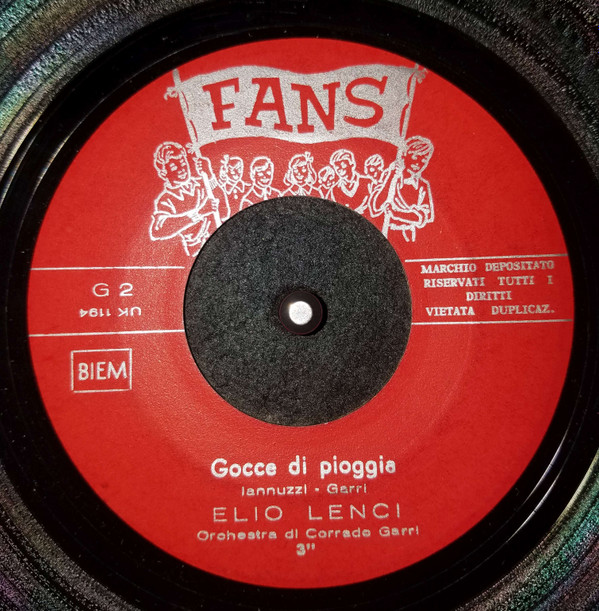 FANS
G 2
UK 1194
BIEM
MARCHIO DEPOSITATO
RISERVATI TUTTI I
DIRITTI
VIETATA DUPLICAZ.
Gocce di pioggia
Iannuzzi - Garri
ELIO LENCI
Orchestra di Corrado Garri
3"